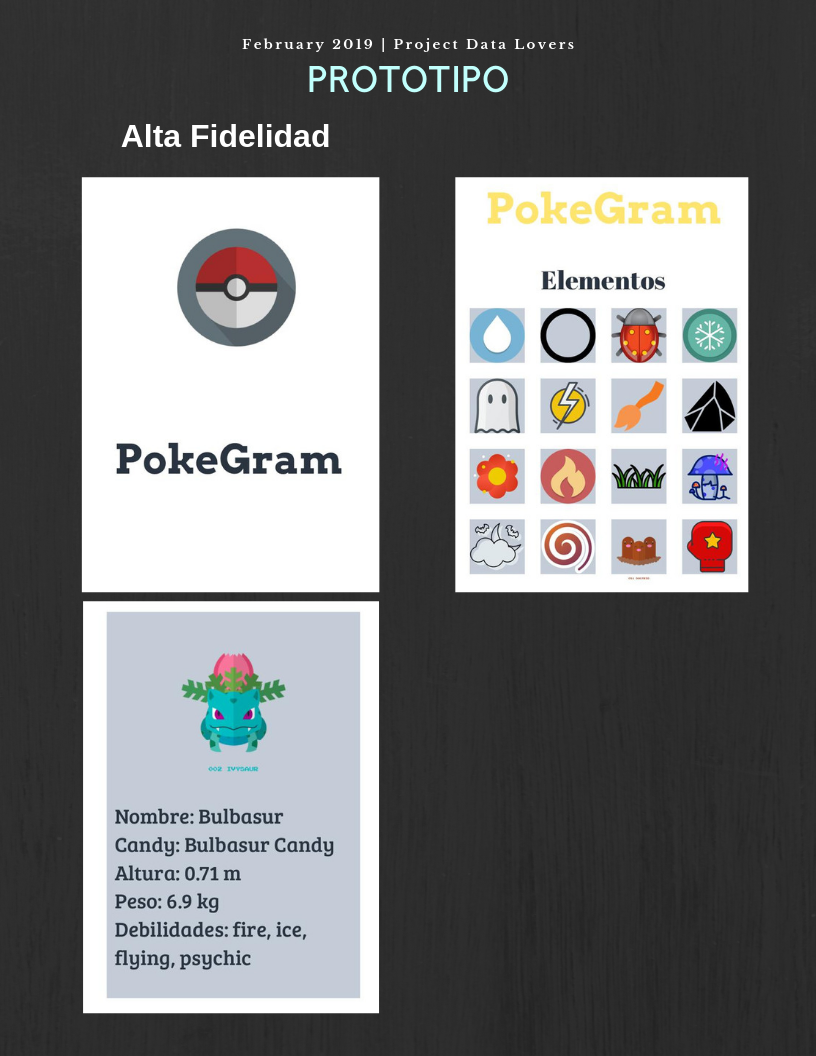 February 2019 | Project Data Lovers
PROTOTIPO
Alta Fidelidad
PokeGram
PokeGram
Elementos
002 IVYSAUR
Nombre: Bulbasur
Candy: Bulbasur Candy
Altura: 0.71 m
Peso: 6.9 kg
Debilidades: fire, ice,
flying, psychic